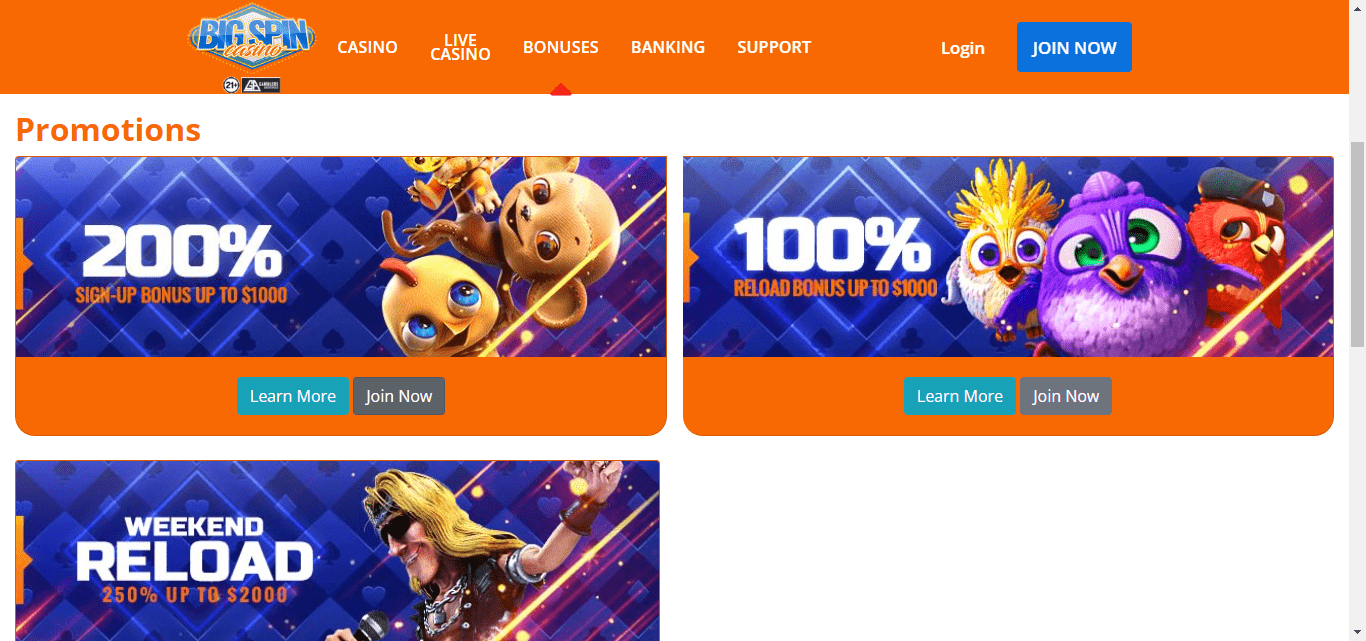 BIG SPIN
casino
21+
CASINO
LIVE
CASINO
BONUSES
BANKING
SUPPORT
Login
JOIN NOW
Promotions
200%
SIGN-UP BONUS UP TO $1000
Learn More
Join Now
100%
RELOAD BONUS UP TO $1000
Learn More
Join Now
WEEKEND
RELOAD
250% UP TO $2000